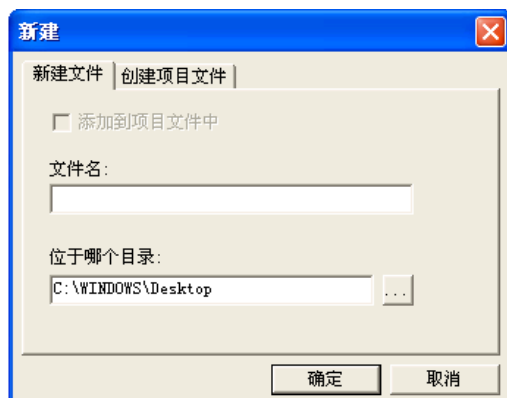 新建
新建文件 创建项目文件
添加到项目文件中
文件名:
位于哪个目录:
C:\WINDOWS\Desktop ...
确定 取消